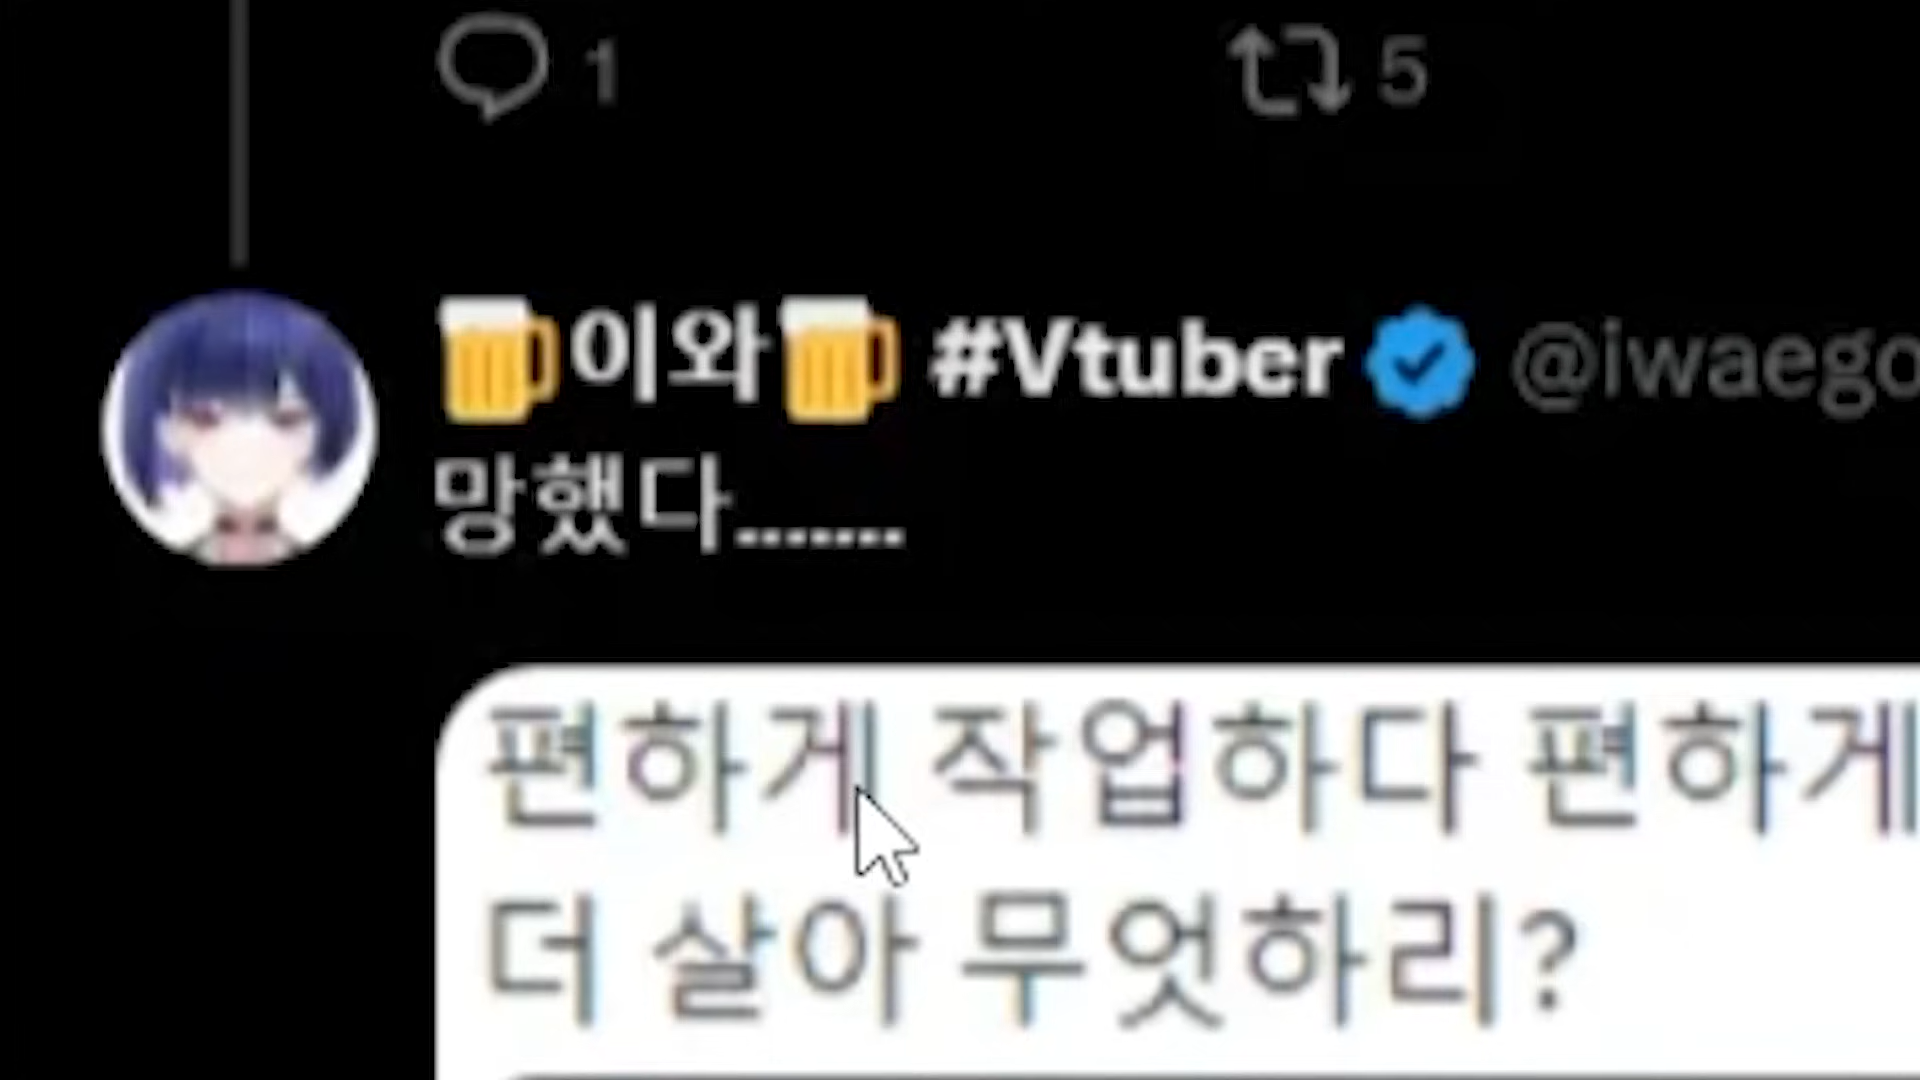 1 5
🍺이와🍺 #Vtuber @iwaego
망했다.......
편하게 작업하다 편하게
더 살아 무엇하리?